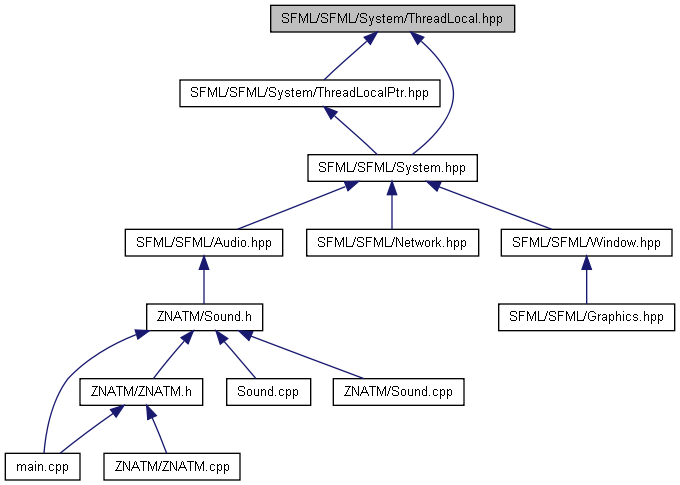 SFML/SFML/System/ThreadLocal.hpp
SFML/SFML/System/ThreadLocalPtr.hpp
SFML/SFML/System.hpp
SFML/SFML/Audio.hpp
SFML/SFML/Network.hpp
SFML/SFML/Window.hpp
ZNATM/Sound.h
SFML/SFML/Graphics.hpp
ZNATM/ZNATM.h
Sound.cpp
ZNATM/Sound.cpp
main.cpp
ZNATM/ZNATM.cpp